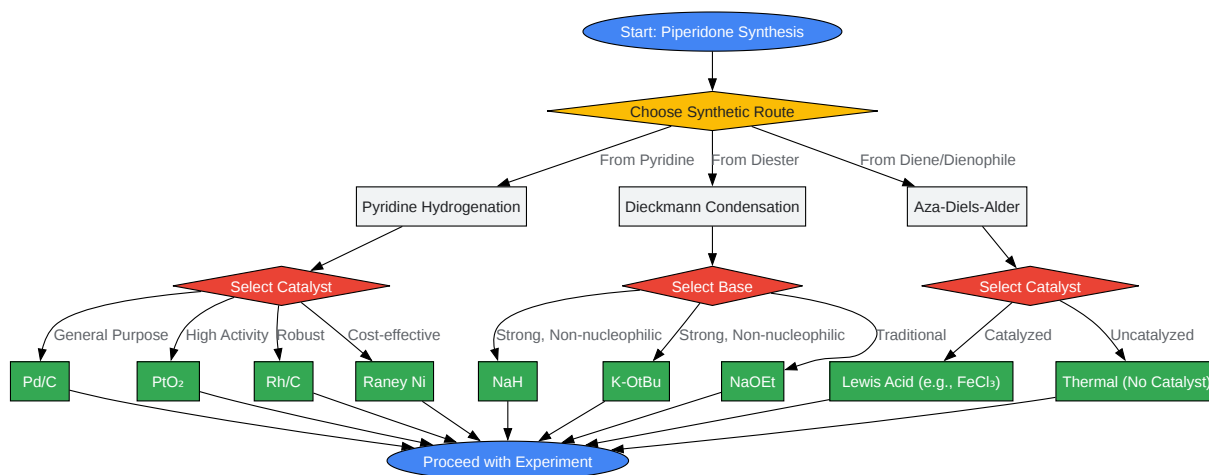 Start: Piperidone Synthesis
Choose Synthetic Route
From Pyridine
From Diester
From Diene/Dienophile
Pyridine Hydrogenation
Dieckmann Condensation
Aza-Diels-Alder
Select Catalyst
Select Base
Select Catalyst
General Purpose
High Activity
Robust
Cost-effective
Strong, Non-nucleophilic
Strong, Non-nucleophilic
Traditional
Catalyzed
Uncatalyzed
Pd/C
PtO₂
Rh/C
Raney Ni
NaH
K-OtBu
NaOEt
Lewis Acid (e.g., FeCl₃)
Thermal (No Catalyst)
Proceed with Experiment